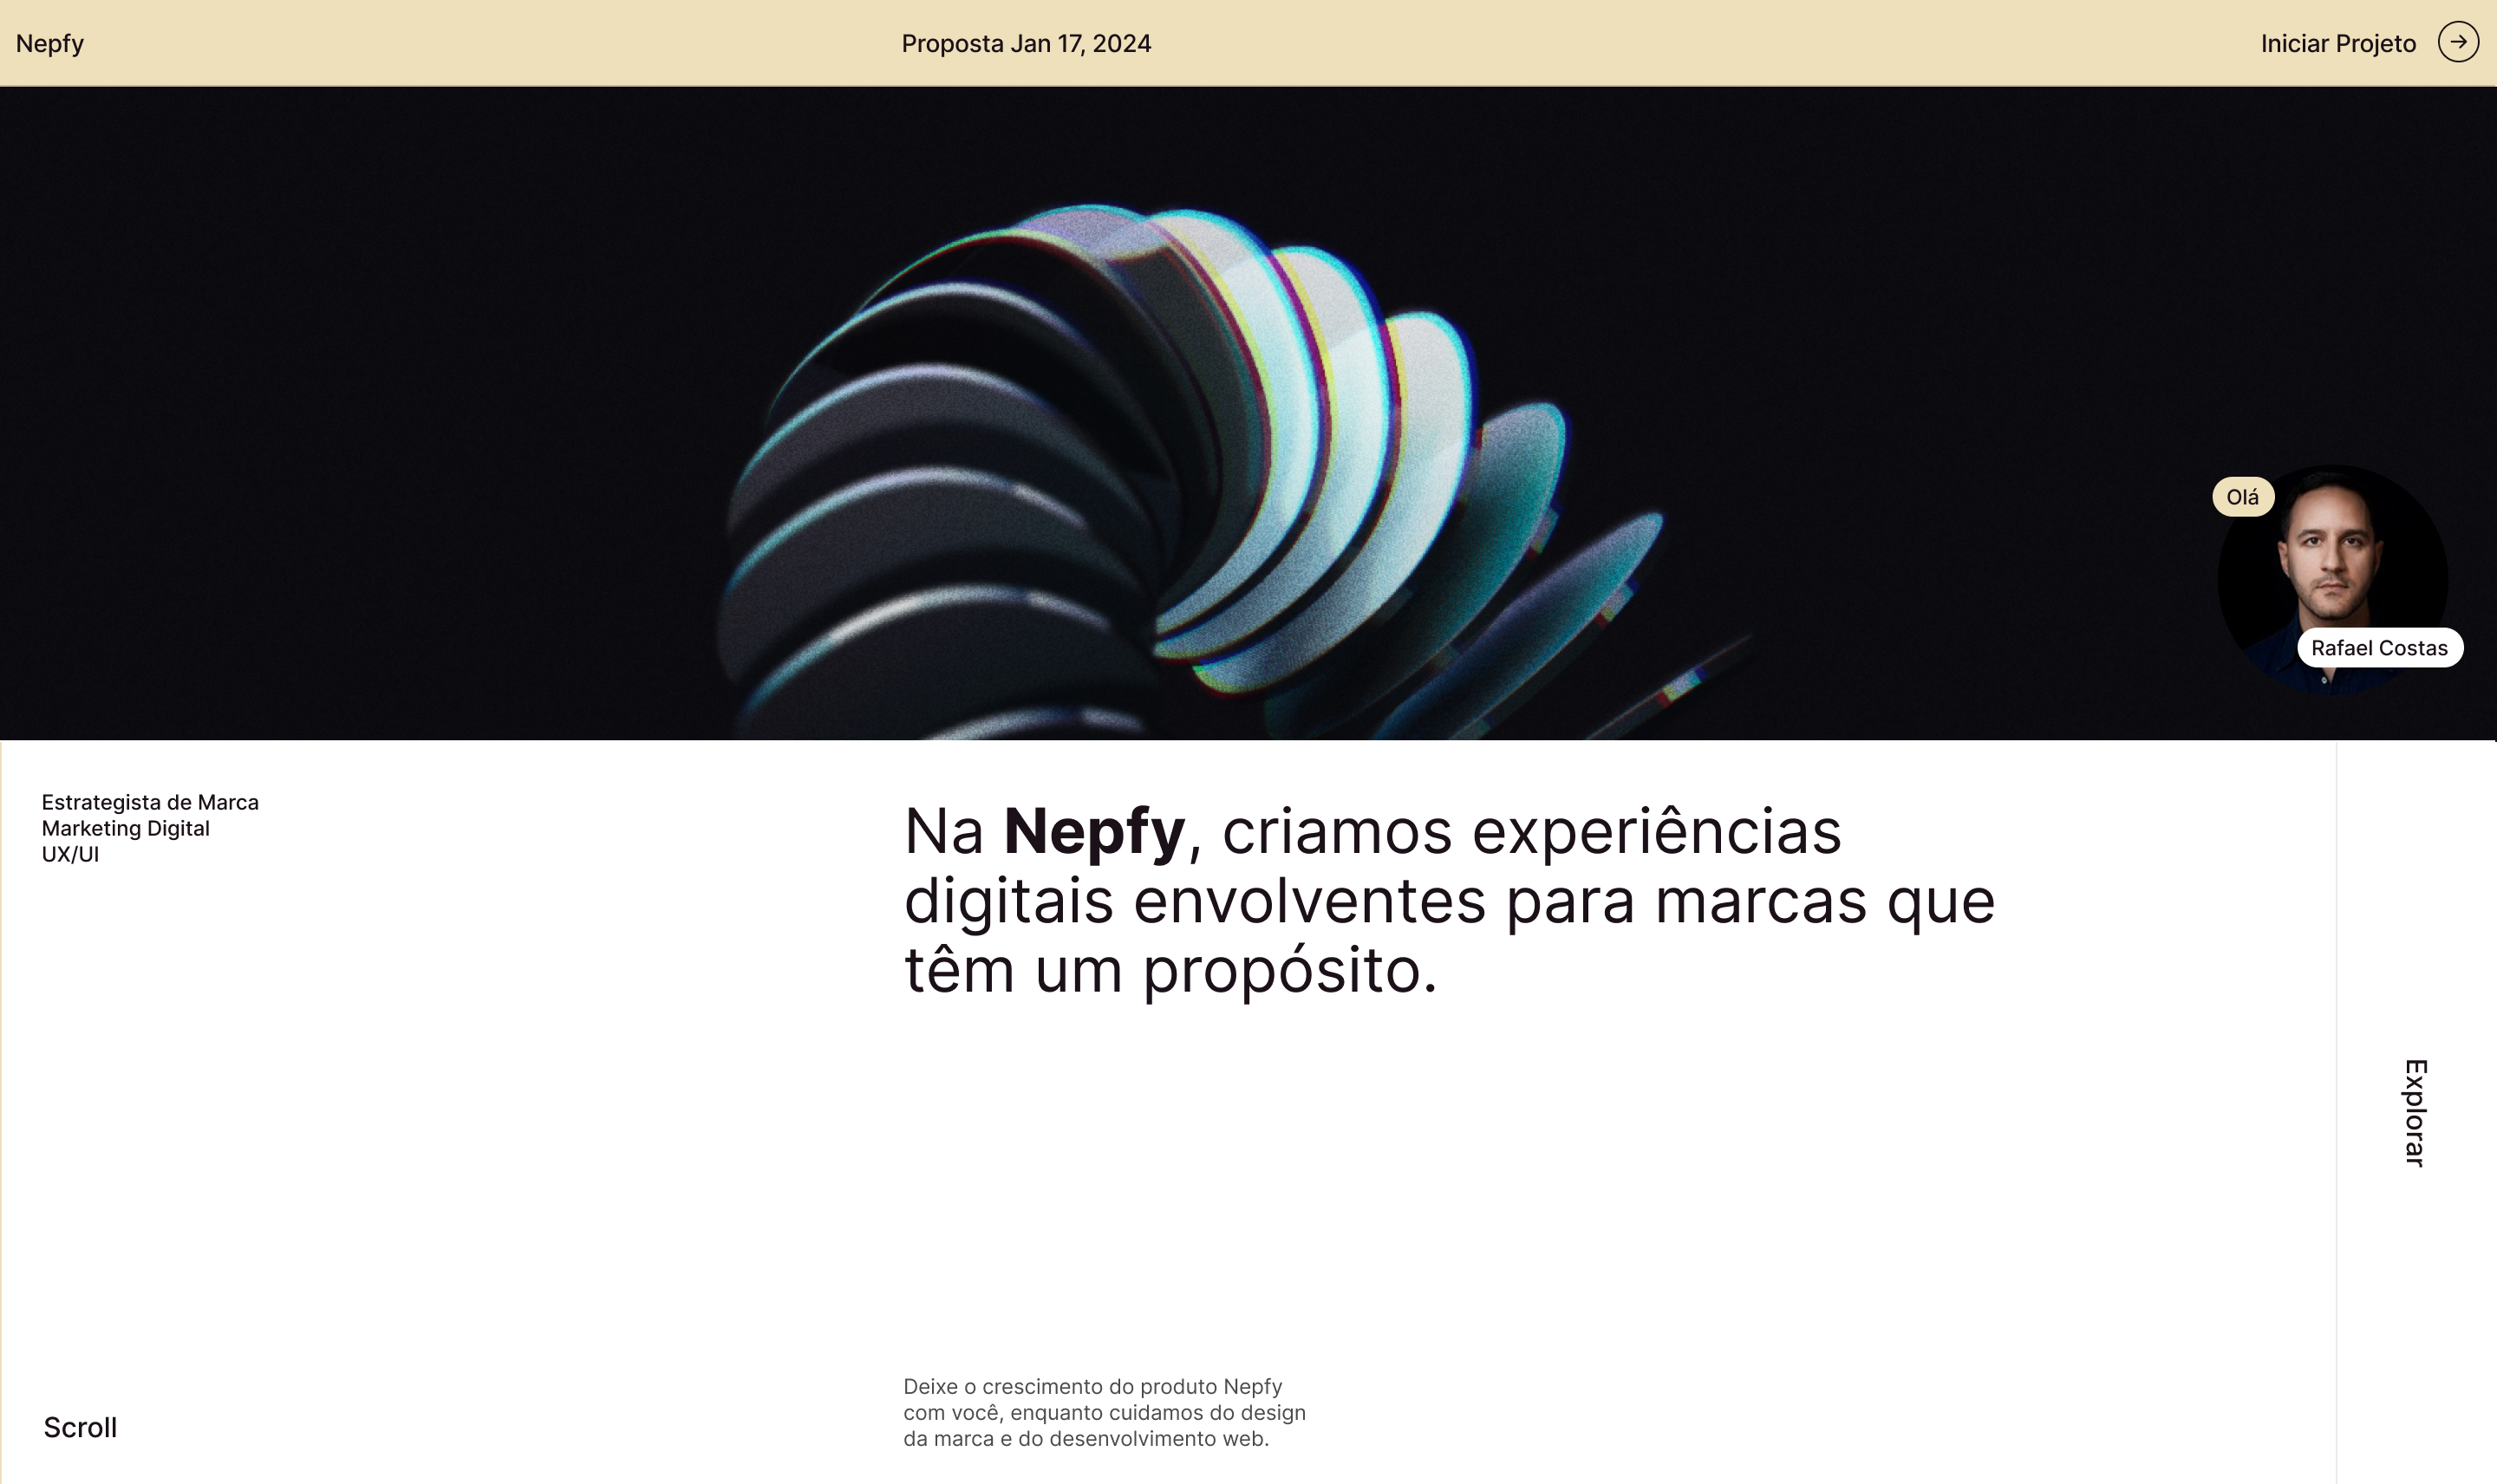 Nepfy
Proposta Jan 17, 2024
Iniciar Projeto
Olá
Rafael Costas
Estrategista de Marca
Marketing Digital
UX/UI
Na Nepfy, criamos experiências
digitais envolventes para marcas que
têm um propósito.
Explorar
Deixe o crescimento do produto Nepfy
com você, enquanto cuidamos do design
da marca e do desenvolvimento web.
Scroll